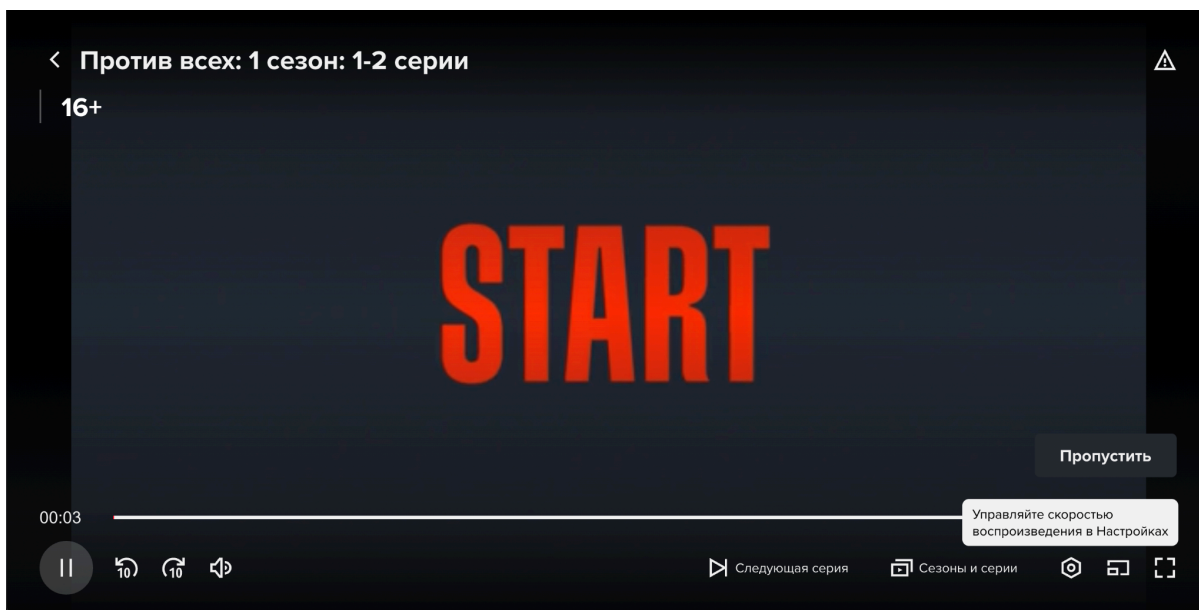 Против всех: 1 сезон: 1-2 серии
16+
START
Пропустить
00:03
Управляйте скоростью
воспроизведения в Настройках
10
10
Следующая серия
Сезоны и серии